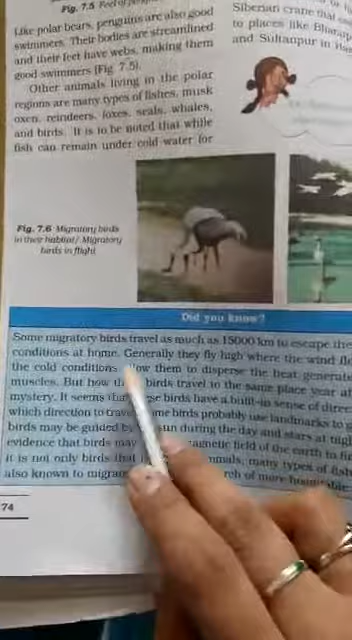 Fig. 7.5
Like polar bears, penguins are also good
swimmers. Their bodies are streamlined
and their feet have webs, making them
good swimmers (Fig. 7.5).
Other animals living in the polar
regions are many types of fishes, musk
oxen, reindeers, foxes, seals, whales,
and birds. It is to be noted that while
fish can remain under cold water for
Siberian crane that
to places like
and Sultanpur in
Fig. 7.6 Migratory birds
in their habitat/Migratory
birds in flight
Did you know?
Some migratory birds travel as much as 15000 km to escape the
conditions at home. Generally they fly high where the wind
the cold conditions allow them to disperse the heat generate
muscles. But how birds travel to the same place year
mystery. It seems that these birds have a built-in sense of
which direction to travel. Some birds probably use landmarks to
birds may be guided by sun during the day and stars at
evidence that birds may magnetic field of the earth to
it is not only birds that many types of
also known to of more
74